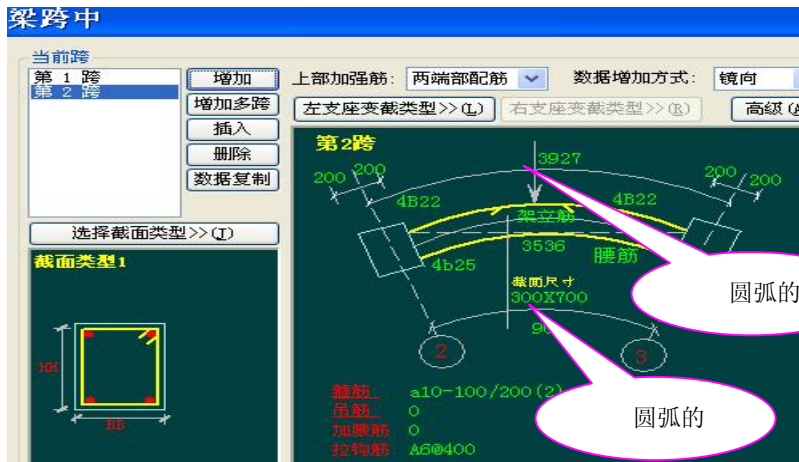 梁跨中
当前跨
第 1 跨
第 2 跨
增加
增加多跨
插入
删除
数据复制
上部加强筋: 两端部配筋 数据增加方式: 镜向
左支座变截类型>>(L) 右支座变截类型>>(R) 高级
选择截面类型>>(J)
第2跨
3927
200 200
200 200
4B22
4B22
架立筋
3536
腰筋
4b25
截面尺寸
300X700
圆弧的
截面类型1
HH
BB
90
2
3
圆弧的
箍筋 a10-100/200(2)
吊筋 0
加腋筋: 0
拉钩筋: A6@400